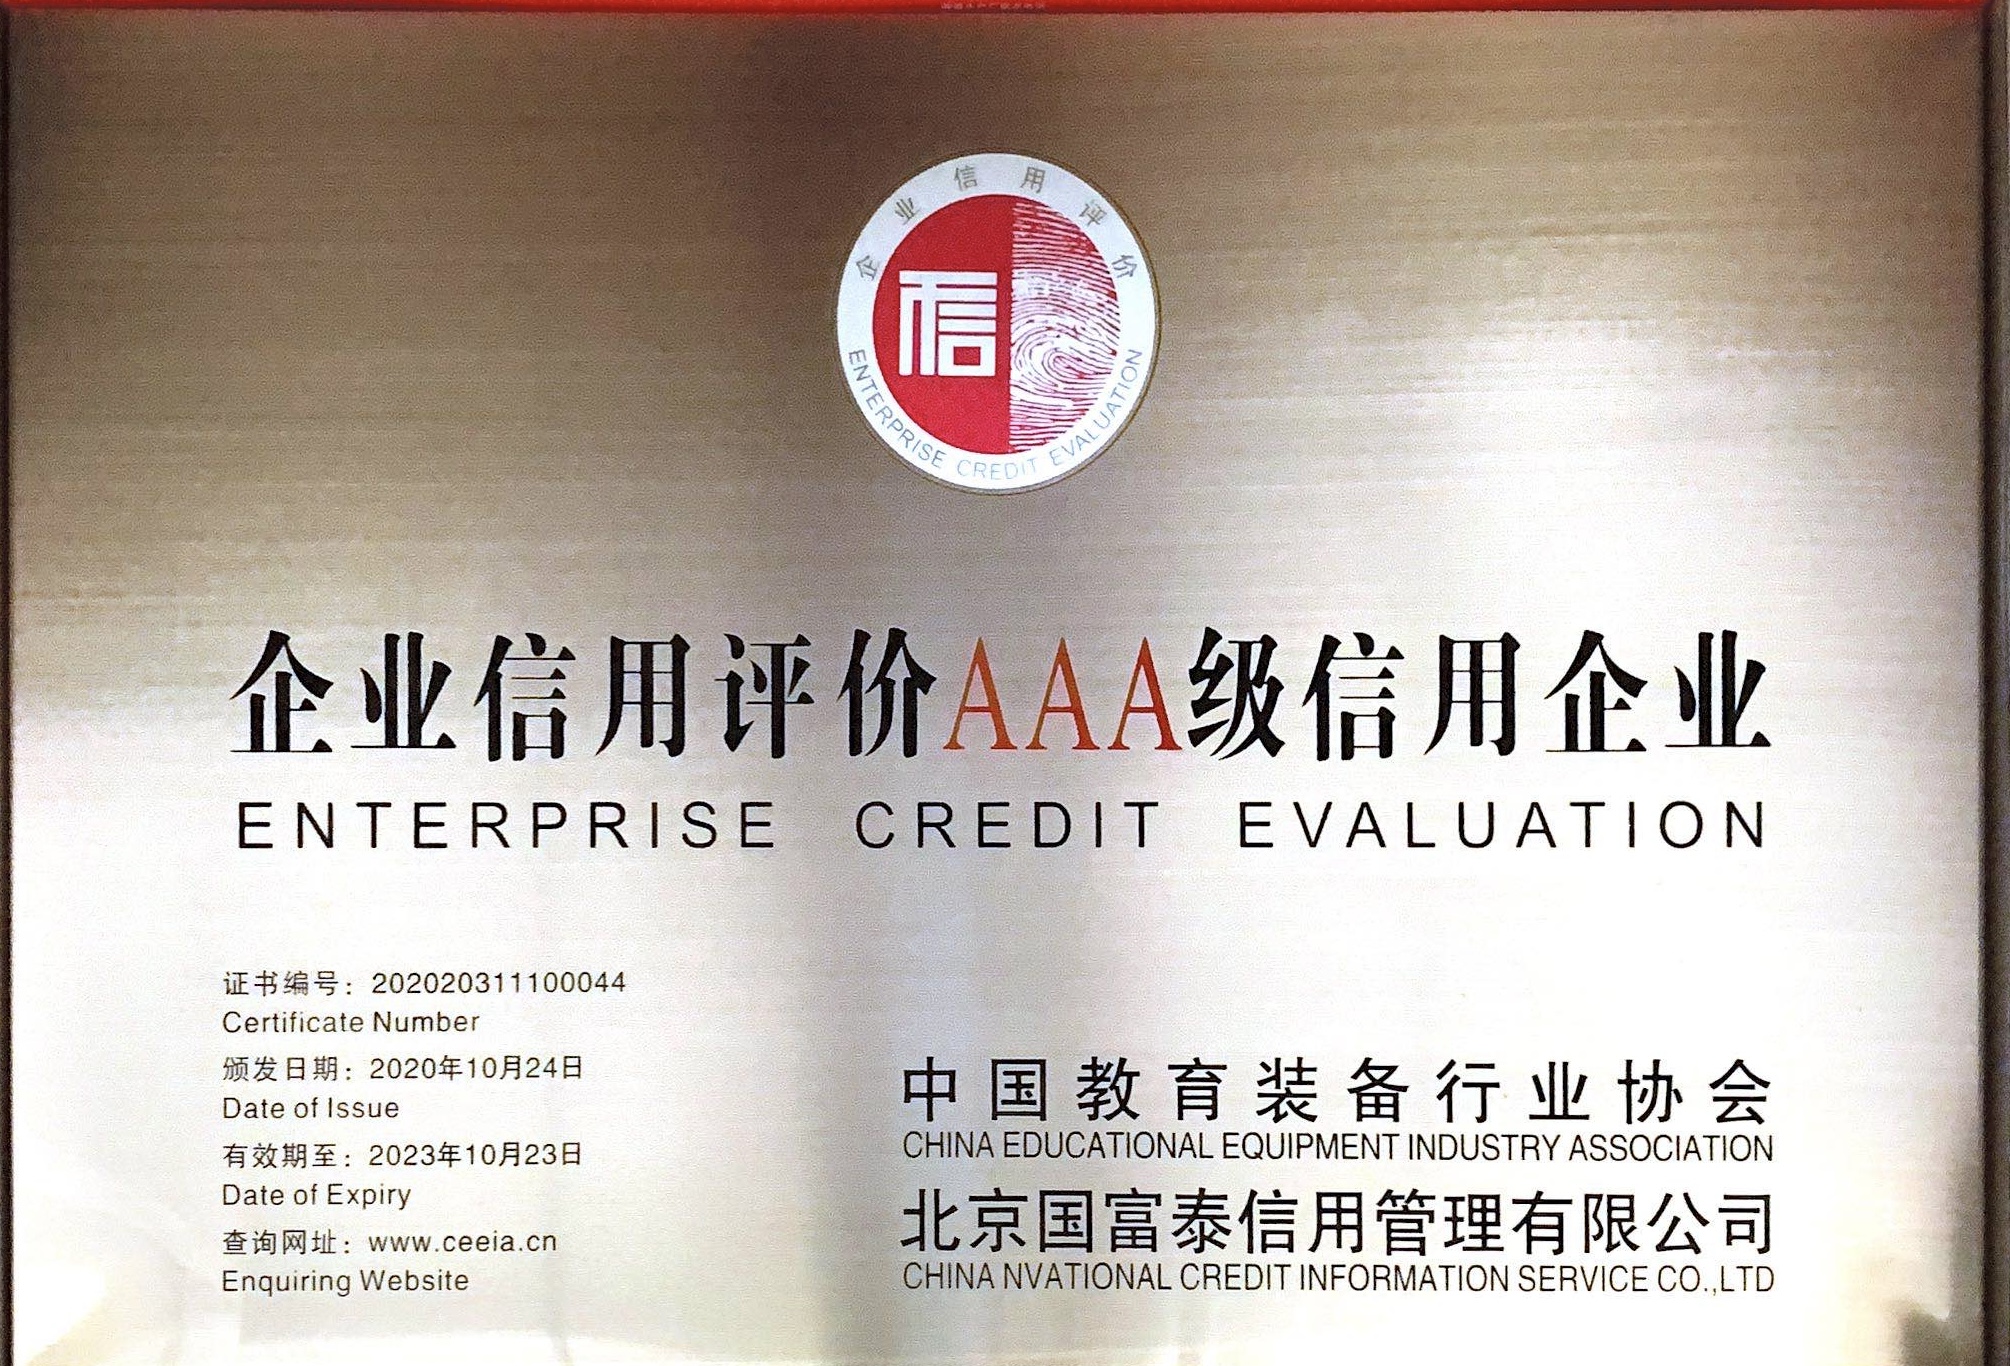 企业信用评价
信
ENTERPRISE CREDIT EVALUATION
企业信用评价AAA级信用企业
ENTERPRISE CREDIT EVALUATION
证书编号：202020311100044
Certificate Number
颁发日期：2020年10月24日
Date of Issue
有效期至：2023年10月23日
Date of Expiry
查询网址：www.ceeia.cn
Enquiring Website
中国教育装备行业协会
CHINA EDUCATIONAL EQUIPMENT INDUSTRY ASSOCIATION
北京国富泰信用管理有限公司
CHINA NVATIONAL CREDIT INFORMATION SERVICE CO.,LTD